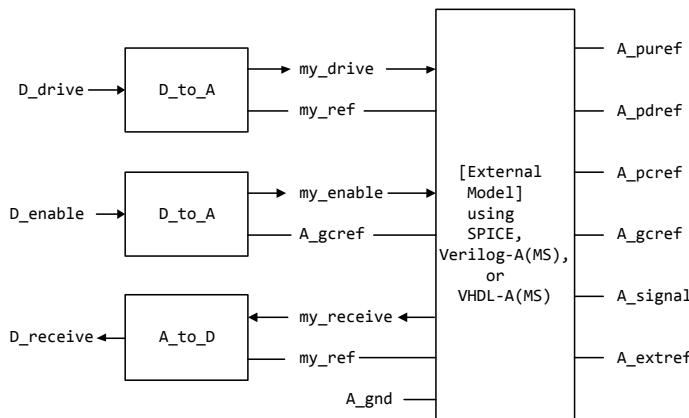 D_drive
D_to_A
my_drive
my_ref
D_enable
D_to_A
my_enable
A_gcref
D_receive
A_to_D
my_receive
my_ref
A_gnd
[External
Model]
using
SPICE,
Verilog-A(MS),
or
VHDL-A(MS)
A_puref
A_pdref
A_pcref
A_gcref
A_signal
A_extref